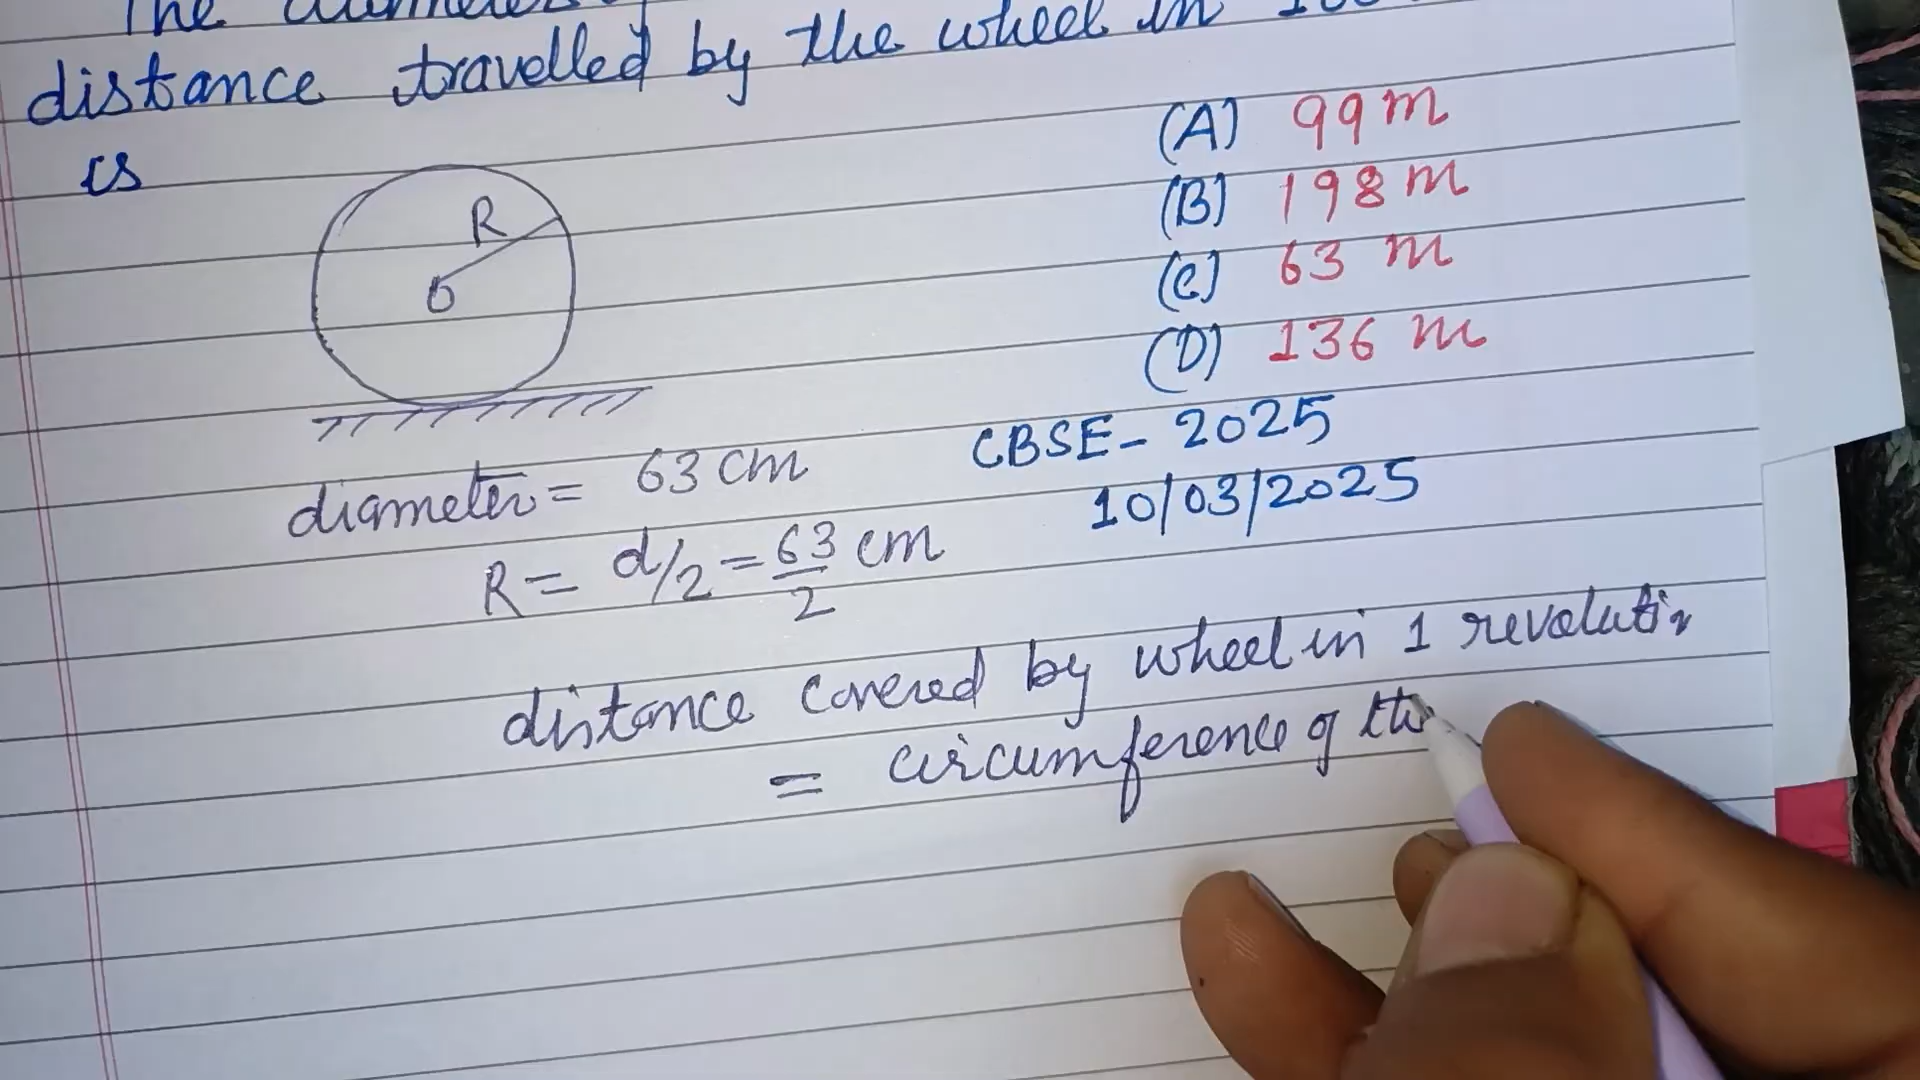 The
distance travelled by the wheel in
is
(A) 99 m
(B) 198 m
(C) 63 m
(D) 136 m
R
O
diameter = 63 cm
CBSE - 2025
10/03/2025
R = d/2 = 63/2 cm
distance covered by wheel in 1 revolution
= circumference of the